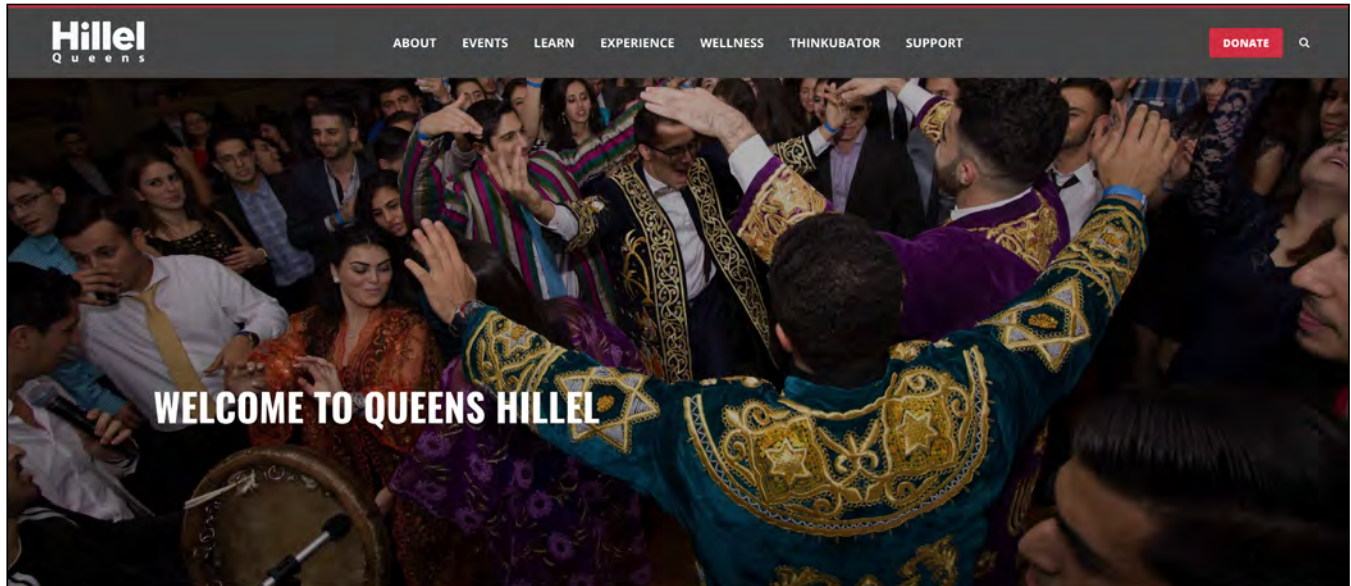 Hillel
Queens
ABOUT EVENTS LEARN EXPERIENCE WELLNESS THINKUBATOR SUPPORT
DONATE
WELCOME TO QUEENS HILLEL